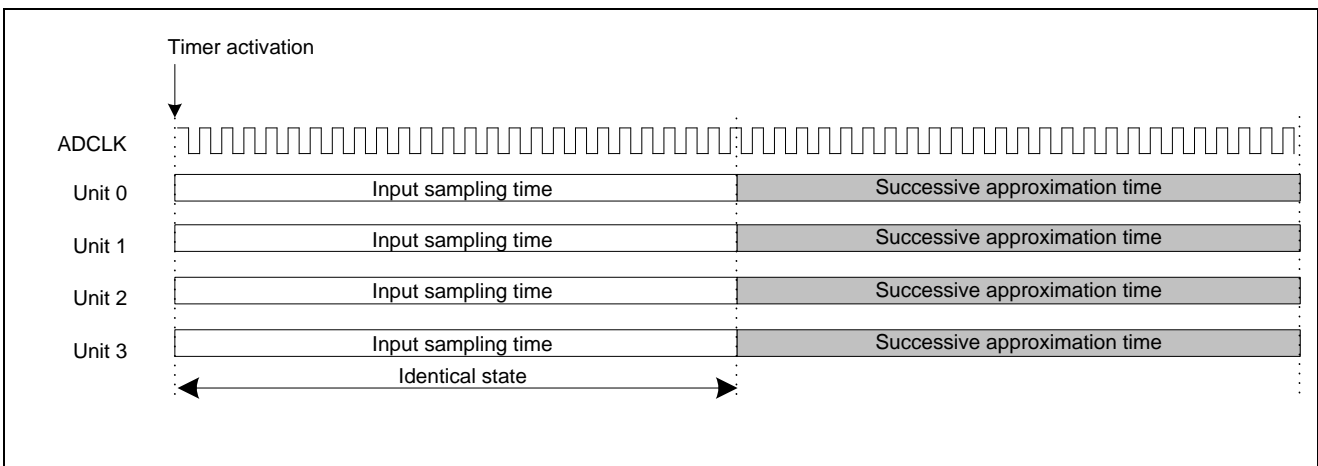 Timer activation
ADCLK
Unit 0 Input sampling time Successive approximation time
Unit 1 Input sampling time Successive approximation time
Unit 2 Input sampling time Successive approximation time
Unit 3 Input sampling time Successive approximation time
Identical state